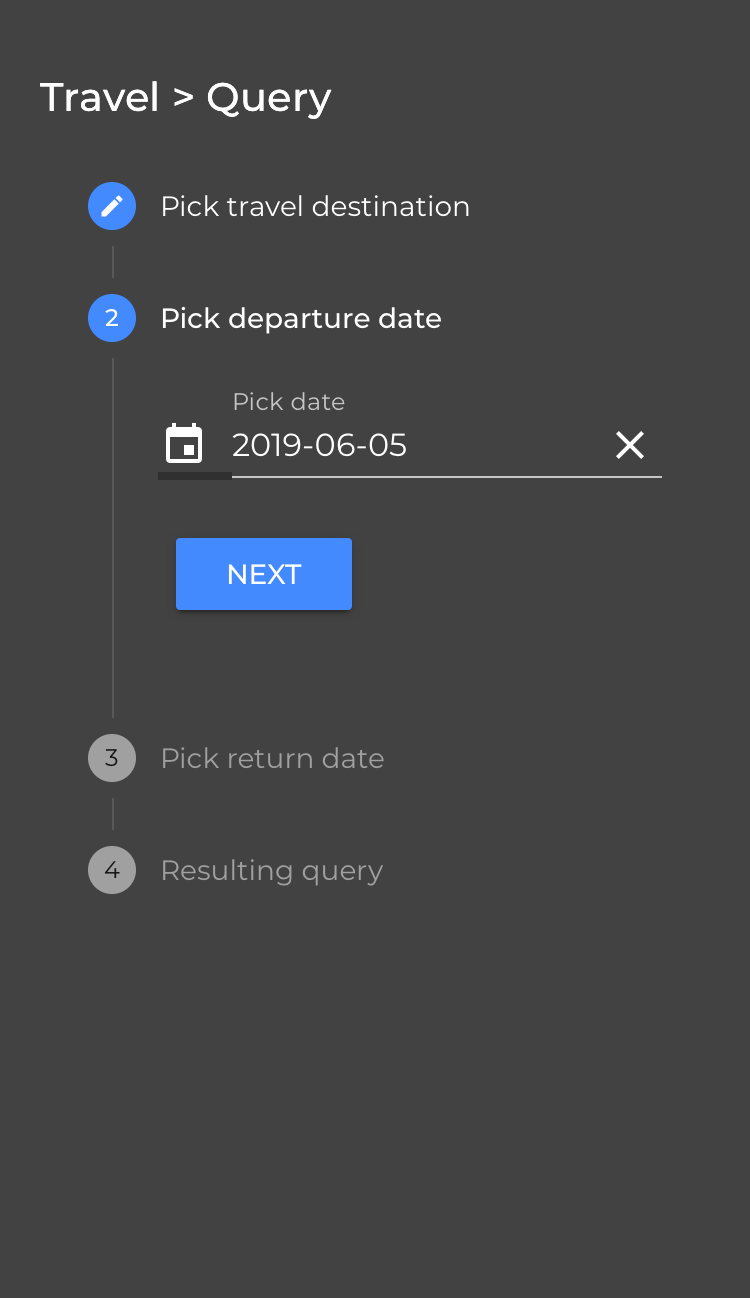 Travel > Query
Pick travel destination
2 Pick departure date
Pick date
2019-06-05
NEXT
3 Pick return date
4 Resulting query